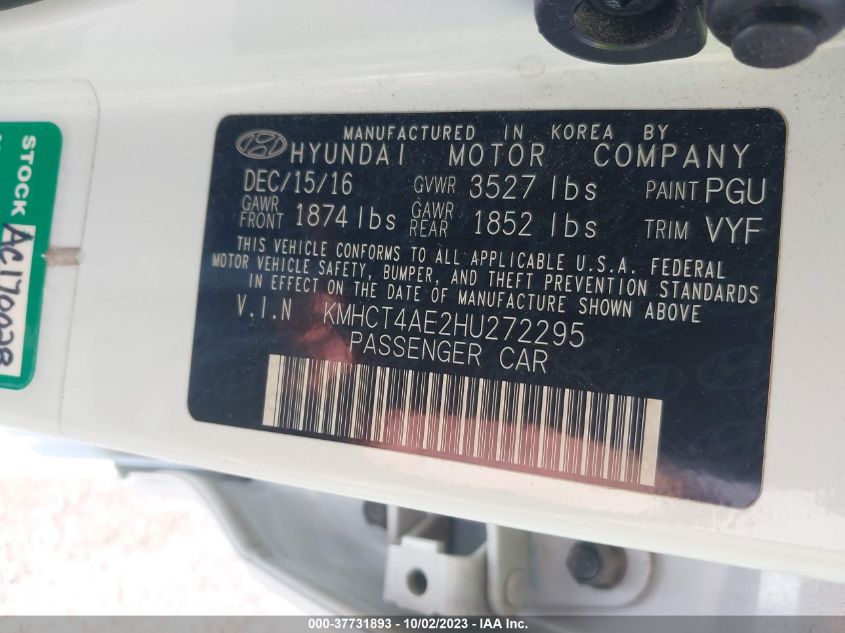 MANUFACTURED IN KOREA BY
HYUNDAI MOTOR COMPANY
DEC/15/16 GVWR 3527 lbs PAINT PGU
GAWR FRONT 1874 lbs GAWR REAR 1852 lbs TRIM VYF
THIS VEHICLE CONFORMS TO ALL APPLICABLE U.S.A. FEDERAL
MOTOR VEHICLE SAFETY, BUMPER, AND THEFT PREVENTION STANDARDS
IN EFFECT ON THE DATE OF MANUFACTURE SHOWN ABOVE
V.I.N KMHCT4AE2HU272295
PASSENGER CAR
STOCK
000-37731893 - 10/02/2023 - IAAI.com